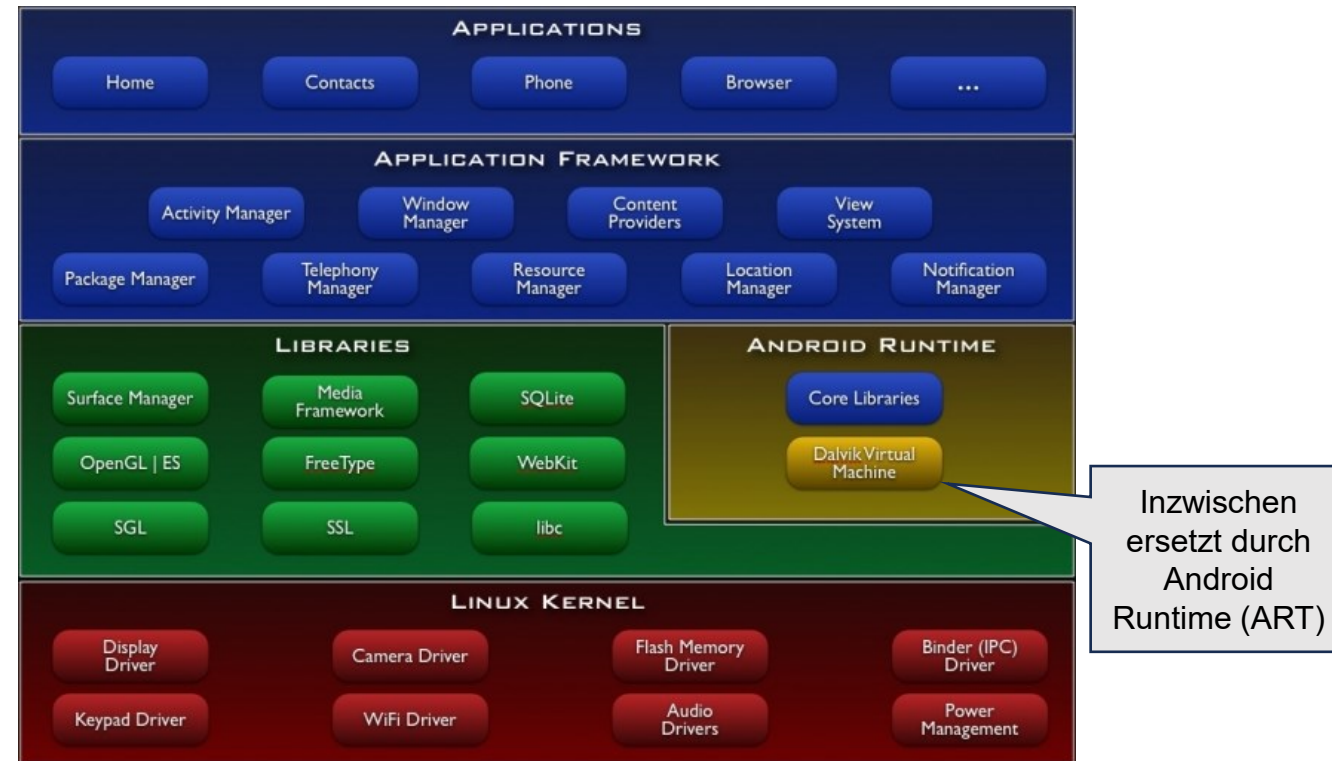 APPLICATIONS
Home
Contacts
Phone
Browser
...
APPLICATION FRAMEWORK
Activity Manager
Window
Manager
Content
Providers
View
System
Package Manager
Telephony
Manager
Resource
Manager
Location
Manager
Notification
Manager
LIBRARIES
Surface Manager
Media
Framework
SQLite
OpenGL | ES
FreeType
WebKit
SGL
SSL
libc
ANDROID RUNTIME
Core Libraries
Dalvik Virtual
Machine
Inzwischen
ersetzt durch
Android
Runtime (ART)
LINUX KERNEL
Display
Driver
Camera Driver
Flash Memory
Driver
Binder (IPC)
Driver
Keypad Driver
WiFi Driver
Audio
Drivers
Power
Management